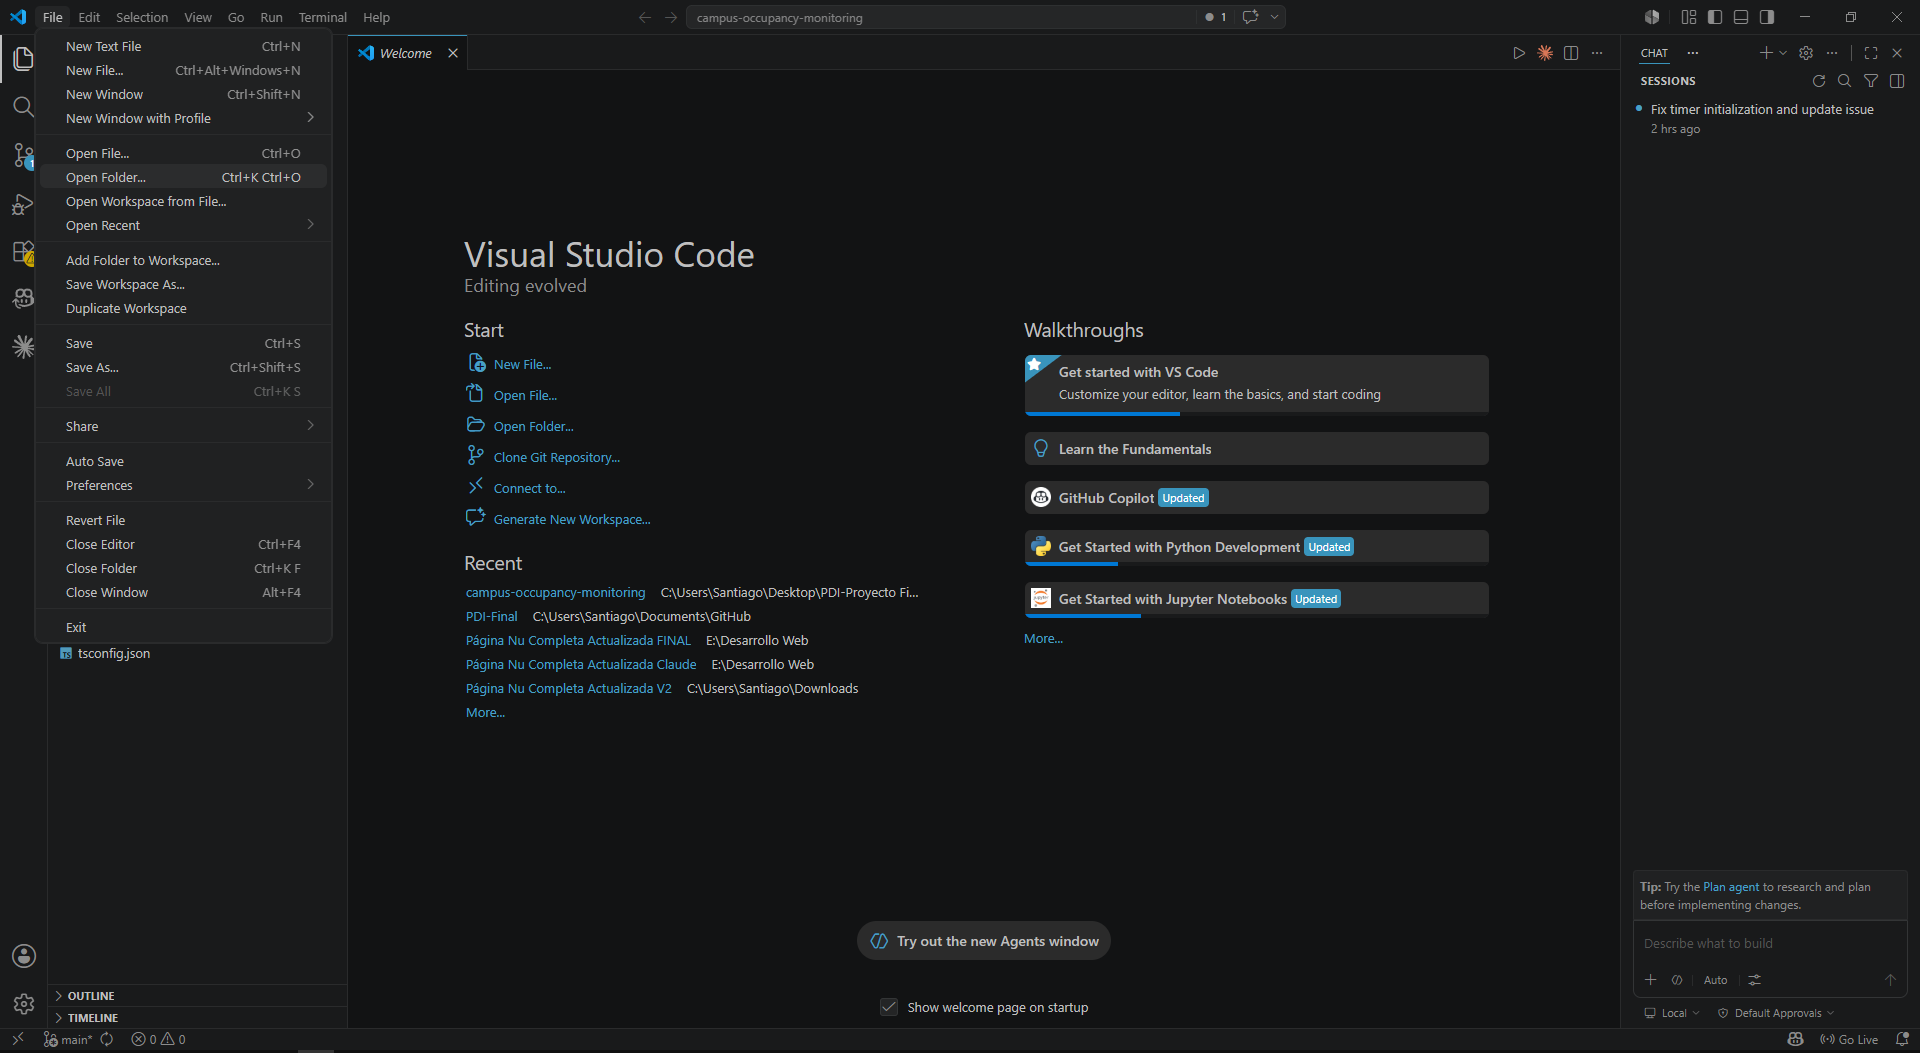 File Edit Selection View Go Run Terminal Help
campus-occupancy-monitoring
1
New Text File Ctrl+N
New File... Ctrl+Alt+Windows+N
New Window Ctrl+Shift+N
New Window with Profile
Open File... Ctrl+O
Open Folder... Ctrl+K Ctrl+O
Open Workspace from File...
Open Recent
Add Folder to Workspace...
Save Workspace As...
Duplicate Workspace
Save Ctrl+S
Save As... Ctrl+Shift+S
Save All Ctrl+K S
Share
Auto Save
Preferences
Revert File
Close Editor Ctrl+F4
Close Folder Ctrl+K F
Close Window Alt+F4
Exit
1
TS tsconfig.json
OUTLINE
TIMELINE
Welcome
Visual Studio Code
Editing evolved
Start
New File...
Open File...
Open Folder...
Clone Git Repository...
Connect to...
Generate New Workspace...
Recent
campus-occupancy-monitoring C:\Users\Santiago\Desktop\PDI-Proyecto Fi...
PDI-Final C:\Users\Santiago\Documents\GitHub
Página Nu Completa Actualizada FINAL E:\Desarrollo Web
Página Nu Completa Actualizada Claude E:\Desarrollo Web
Página Nu Completa Actualizada V2 C:\Users\Santiago\Downloads
More...
Walkthroughs
Get started with VS Code
Customize your editor, learn the basics, and start coding
Learn the Fundamentals
GitHub Copilot Updated
Get Started with Python Development Updated
Get Started with Jupyter Notebooks Updated
More...
Try out the new Agents window
Show welcome page on startup
CHAT
SESSIONS
Fix timer initialization and update issue
2 hrs ago
Tip: Try the Plan agent to research and plan
before implementing changes.
Describe what to build
Auto
Local Default Approvals
main* 0 0
Go Live